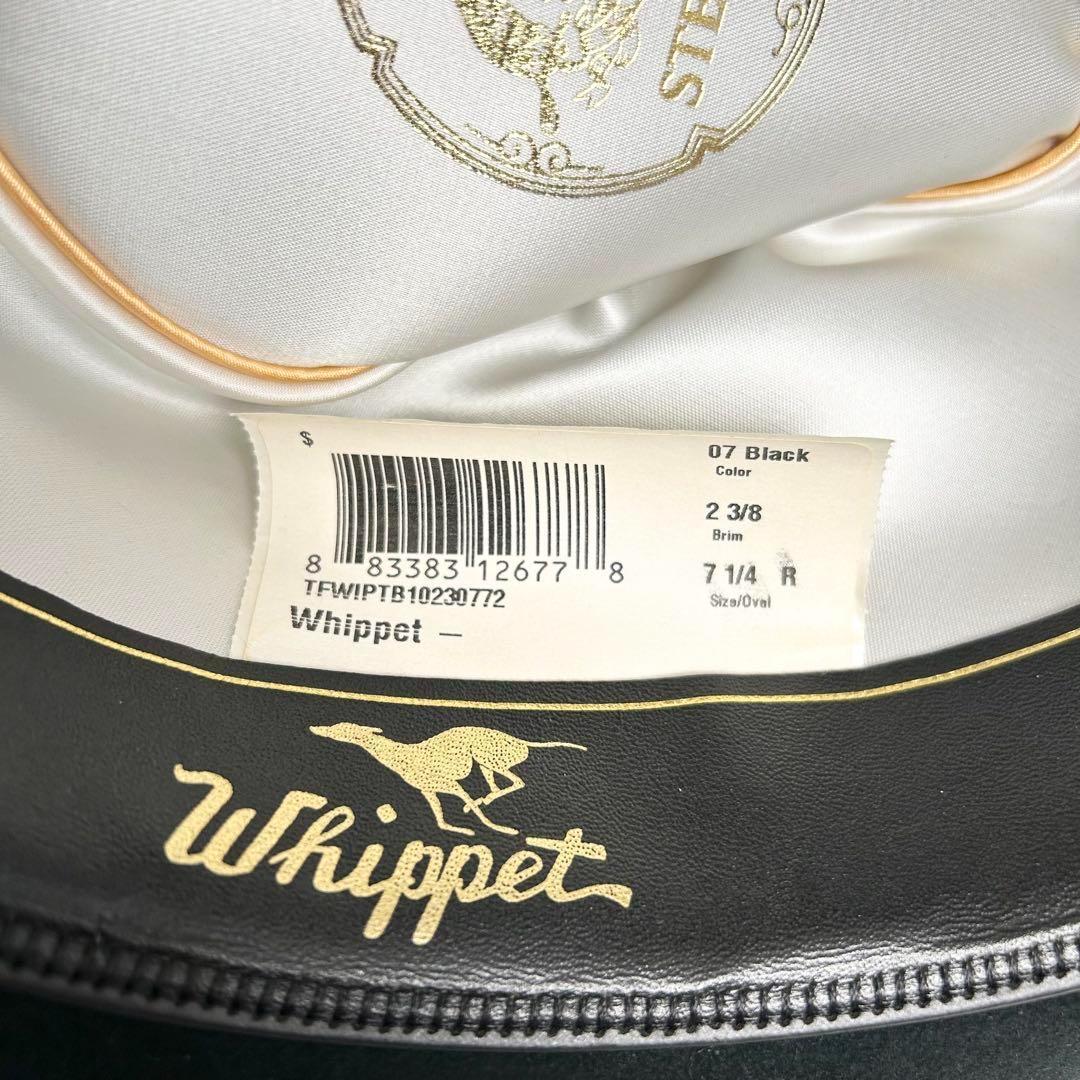 STE
$
07 Black
Color
2 3/8
Brim
7 1/4 R
Size/Oval
8 83383 12677 8
TFWIPTB10230772
Whippet —
Whippet